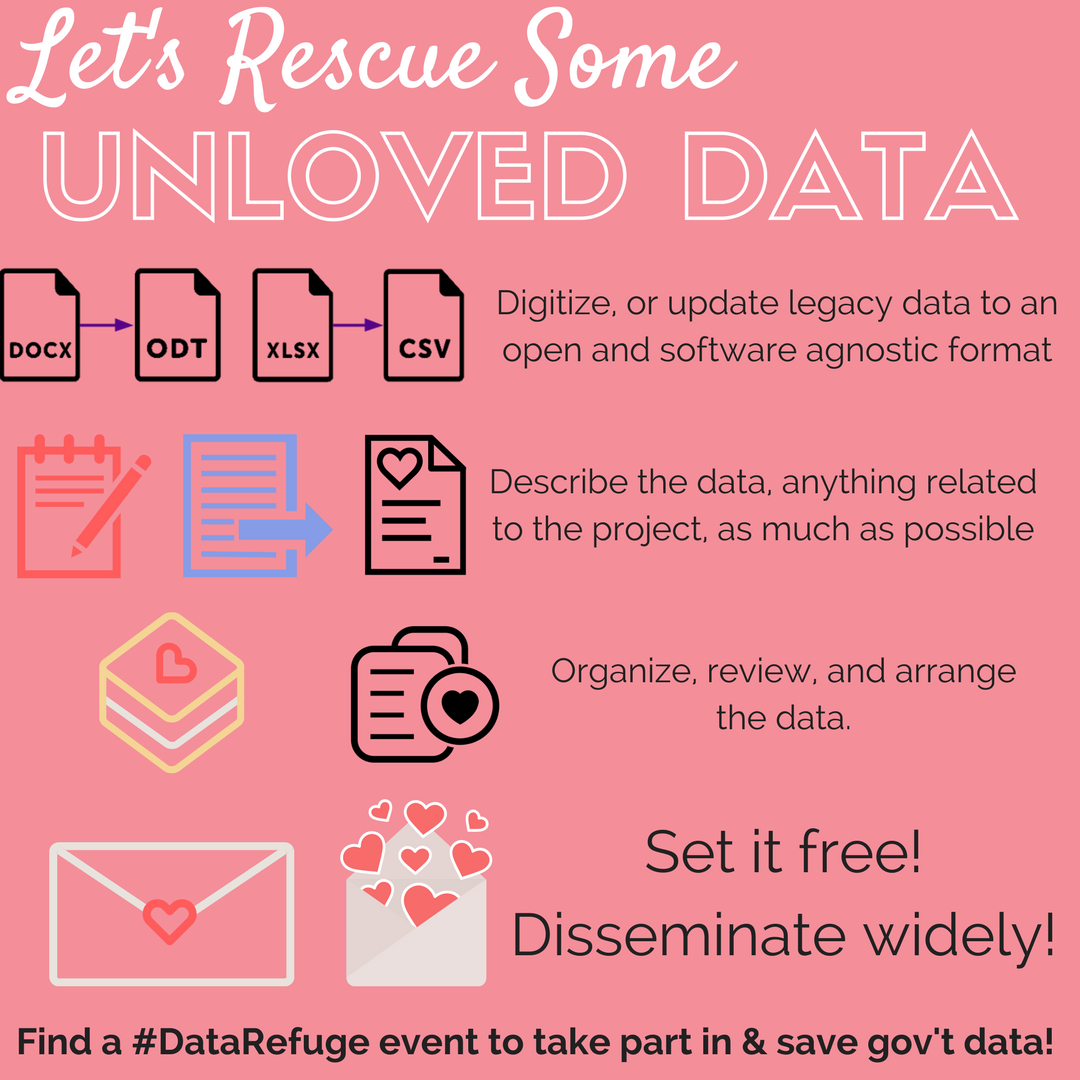 Let's Rescue Some
UNLOVED DATA
DOCX ODT XLSX CSV
Digitize, or update legacy data to an
open and software agnostic format
Describe the data, anything related
to the project, as much as possible
Organize, review, and arrange
the data.
Set it free!
Disseminate widely!
Find a #DataRefuge event to take part in & save gov't data!